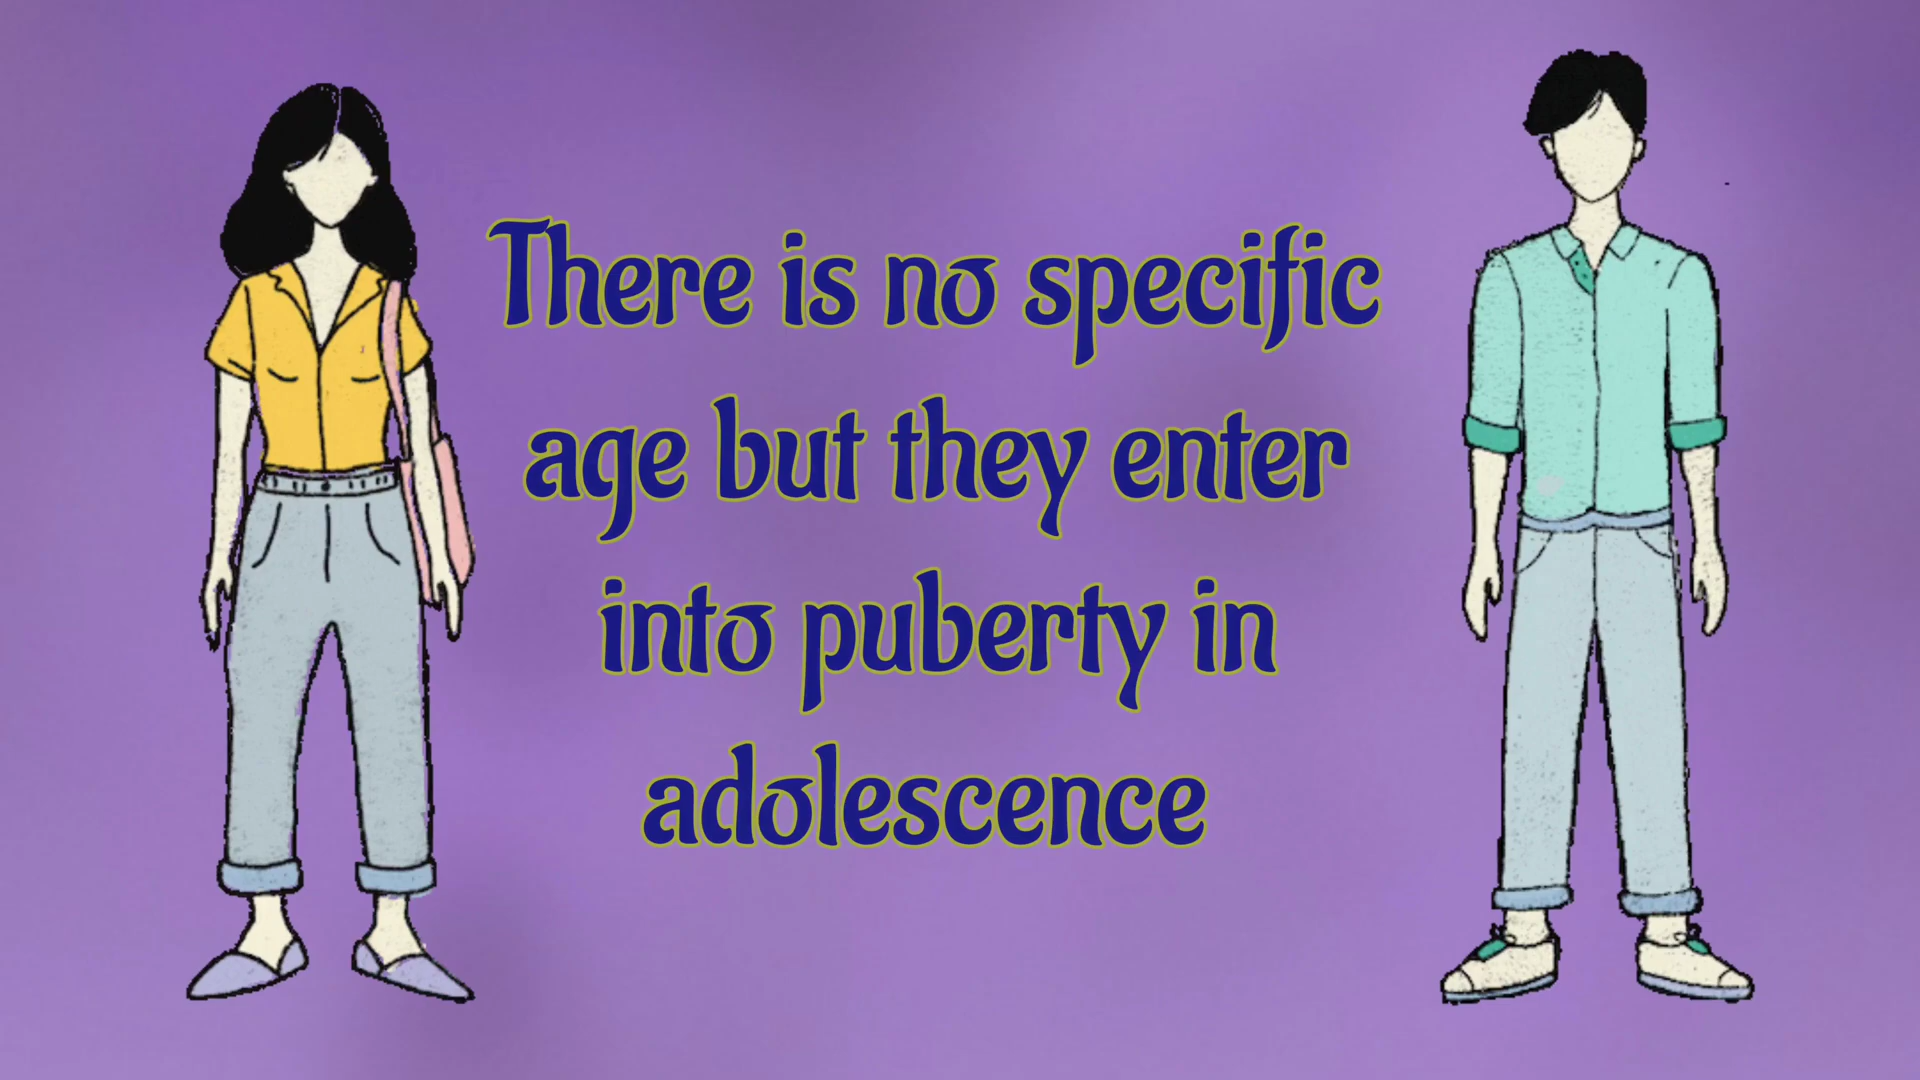 There is no specific
age but they enter
into puberty in
adolescence